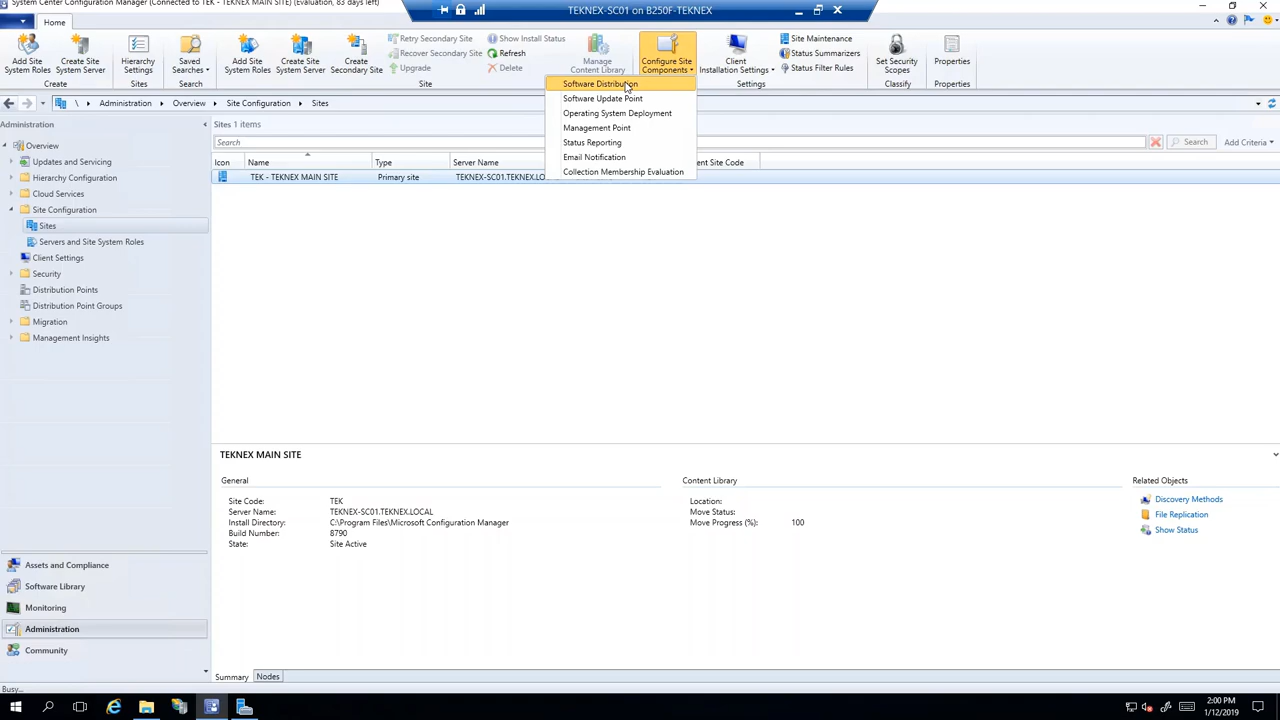 System Center Configuration Manager (Connected to TEK - TEKNEX MAIN SITE) (Evaluation, 83 days left)
TEKNEX-SC01 on B250F-TEKNEX
Home
Add Site System Roles
Create Site System Server
Hierarchy Settings
Saved Searches
Add Site System Roles
Create Site System Server
Create Secondary Site
Retry Secondary Site
Recover Secondary Site
Upgrade
Show Install Status
Refresh
Delete
Manage Content Library
Configure Site Components
Client Installation Settings
Site Maintenance
Status Summarizers
Status Filter Rules
Set Security Scopes
Properties
Create
Sites
Search
Site
Settings
Classify
Properties
Software Distribution
Software Update Point
Operating System Deployment
Management Point
Status Reporting
Email Notification
Collection Membership Evaluation
\ Administration Overview Site Configuration Sites
Administration
Overview
Updates and Servicing
Hierarchy Configuration
Cloud Services
Site Configuration
Sites
Servers and Site System Roles
Client Settings
Security
Distribution Points
Distribution Point Groups
Migration
Management Insights
Assets and Compliance
Software Library
Monitoring
Administration
Community
Sites 1 items
Search
Search
Add Criteria
Icon Name Type Server Name ent Site Code
TEK - TEKNEX MAIN SITE Primary site TEKNEX-SC01.TEKNEX.LO
TEKNEX MAIN SITE
General
Site Code: TEK
Server Name: TEKNEX-SC01.TEKNEX.LOCAL
Install Directory: C:\Program Files\Microsoft Configuration Manager
Build Number: 8790
State: Site Active
Content Library
Location:
Move Status:
Move Progress (%): 100
Related Objects
Discovery Methods
File Replication
Show Status
Summary Nodes
Busy...
2:00 PM
1/12/2019